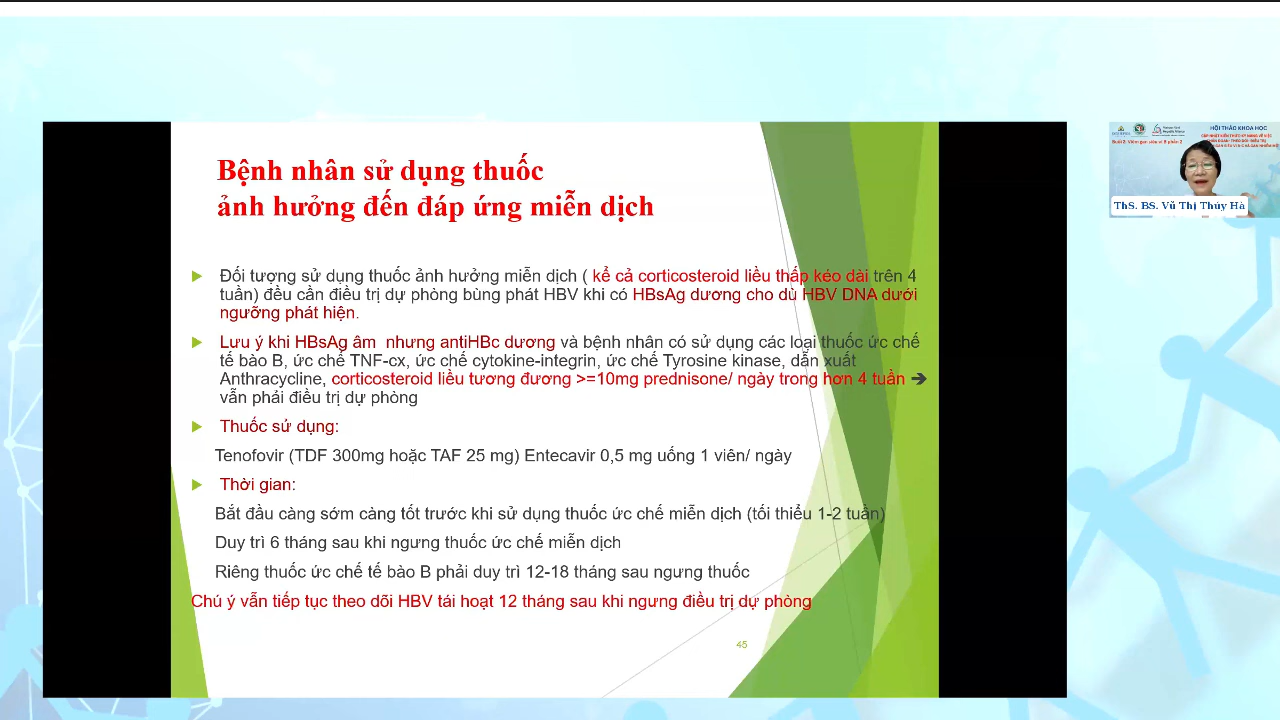 Bệnh nhân sử dụng thuốc
ảnh hưởng đến đáp ứng miễn dịch
Đối tượng sử dụng thuốc ảnh hưởng miễn dịch ( kể cả corticosteroid liều thấp kéo dài trên 4
tuần) đều cần điều trị dự phòng bùng phát HBV khi có HBsAg dương cho dù HBV DNA dưới
ngưỡng phát hiện.
Lưu ý khi HBsAg âm nhưng antiHBc dương và bệnh nhân có sử dụng các loại thuốc ức chế
tế bào B, ức chế TNF-cx, ức chế cytokine-integrin, ức chế Tyrosine kinase, dẫn xuất
Anthracycline, corticosteroid liều tương đương >=10mg prednisone/ ngày trong hơn 4 tuần ➔
vẫn phải điều trị dự phòng
Thuốc sử dụng:
Tenofovir (TDF 300mg hoặc TAF 25 mg) Entecavir 0,5 mg uống 1 viên/ ngày
Thời gian:
Bắt đầu càng sớm càng tốt trước khi sử dụng thuốc ức chế miễn dịch (tối thiểu 1-2 tuần)
Duy trì 6 tháng sau khi ngưng thuốc ức chế miễn dịch
Riêng thuốc ức chế tế bào B phải duy trì 12-18 tháng sau ngưng thuốc
Chú ý vẫn tiếp tục theo dõi HBV tái hoạt 12 tháng sau khi ngưng điều trị dự phòng
45
HỘI THẢO KHOA HỌC
ThS. BS. Vũ Thị Thúy Hà